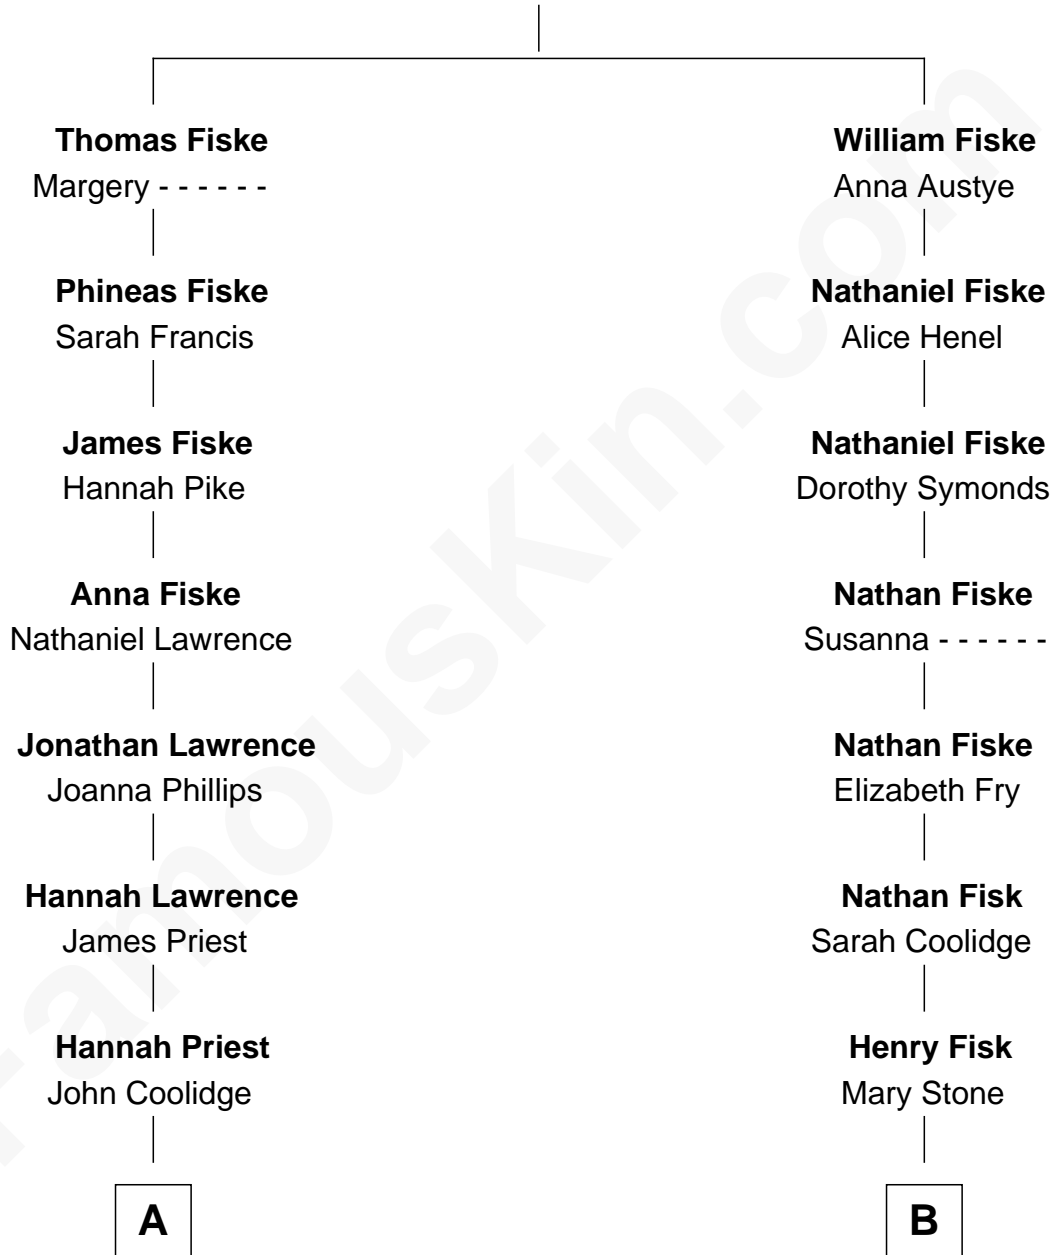 Thomas Fiske
Margery - - - - - -
Phineas Fiske
Sarah Francis
James Fiske
Hannah Pike
Anna Fiske
Nathaniel Lawrence
Jonathan Lawrence
Joanna Phillips
Hannah Lawrence
James Priest
Hannah Priest
John Coolidge
A
William Fiske
Anna Austye
Nathaniel Fiske
Alice Henel
Nathaniel Fiske
Dorothy Symonds
Nathan Fiske
Susanna - - - - - -
Nathan Fiske
Elizabeth Fry
Nathan Fisk
Sarah Coolidge
Henry Fisk
Mary Stone
B
FamousKin.com